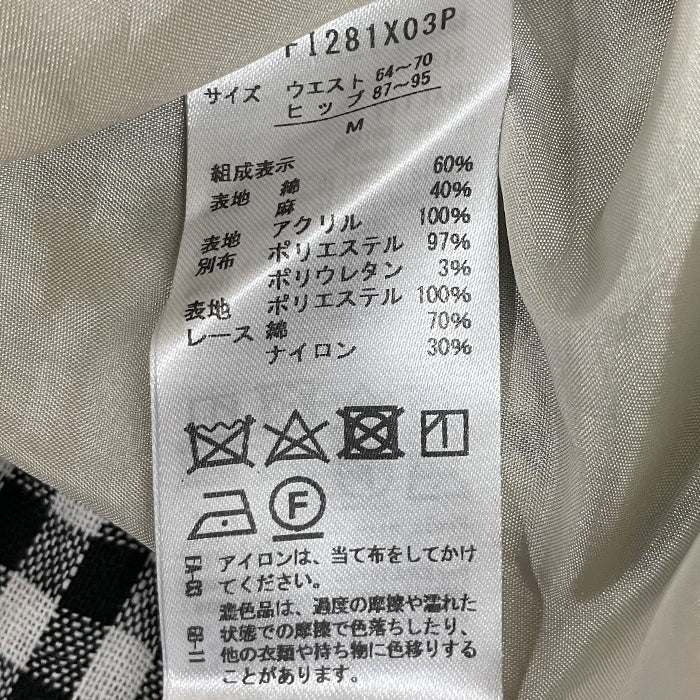 FI281X03P
サイズ ウエスト 64～70
ヒップ 87～95
M
組成表示
表地 綿 60%
麻 40%
表地 アクリル 100%
別布 ポリエステル 97%
ポリウレタン 3%
表地 ポリエステル 100%
レース 綿 70%
ナイロン 30%
F
CA-03 アイロンは、当て布をしてかけ
てください。
濃色品は、過度の摩擦や濡れた
CB-11 状態での摩擦で色落ちしたり、
他の衣類や持ち物に色移りする
ことがあります。